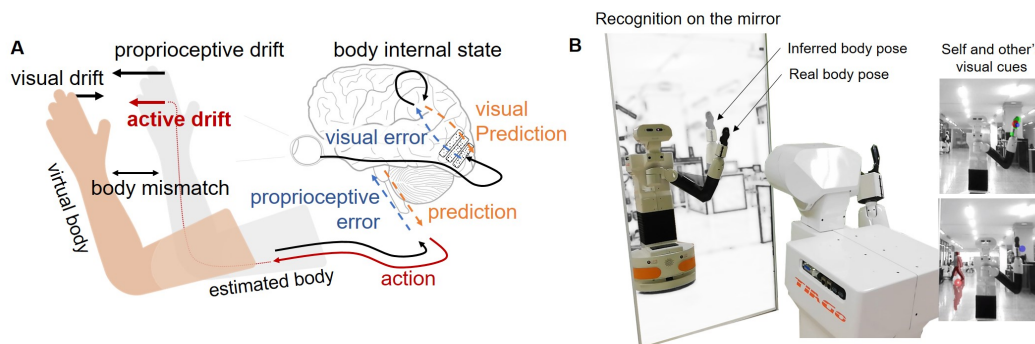 A
proprioceptive drift
visual drift
active drift
body mismatch
virtual body
estimated body
body internal state
visual error
visual
Prediction
proprioceptive
error
prediction
action
B
Recognition on the mirror
Inferred body pose
Real body pose
Self and other'
visual cues
TIAGO